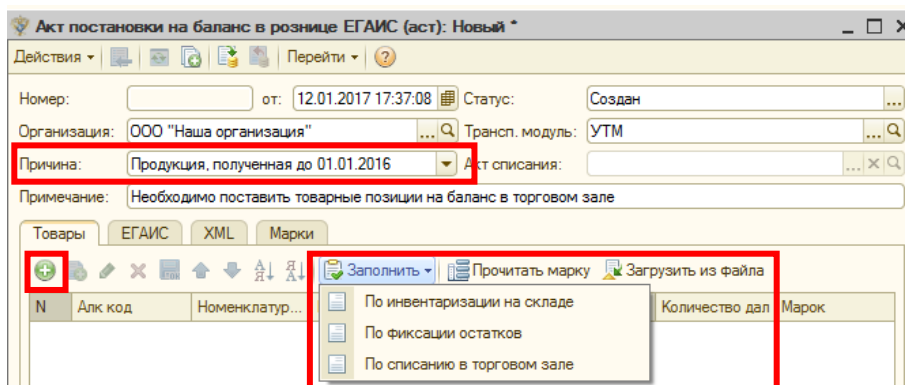 Акт постановки на баланс в рознице ЕГАИС (аст): Новый *
Действия Перейти
Номер: от: 12.01.2017 17:37:08 Статус: Создан
Организация: ООО "Наша организация" Трансп. модуль: УТМ
Причина: Продукция, полученная до 01.01.2016 Акт списания:
Примечание: Необходимо поставить товарные позиции на баланс в торговом зале
Товары ЕГАИС XML Марки
Заполнить Прочитать марку Загрузить из файла
N Алк код Номенклатур... Количество дал Марок
По инвентаризации на складе
По фиксации остатков
По списанию в торговом зале